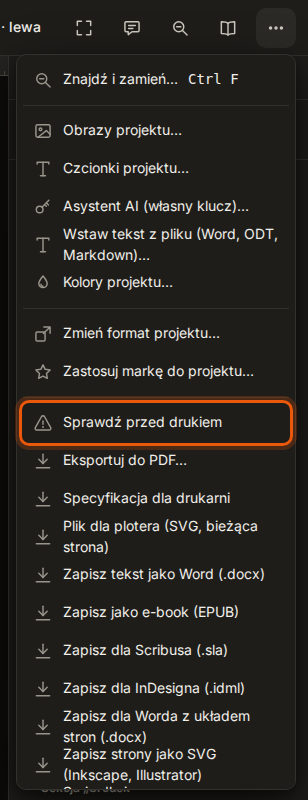 · lewa
Znajdź i zamień... Ctrl F
Obrazy projektu...
Czcionki projektu...
Asystent AI (własny klucz)...
Wstaw tekst z pliku (Word, ODT,
Markdown)...
Kolory projektu...
Zmień format projektu...
Zastosuj markę do projektu...
Sprawdź przed drukiem
Eksportuj do PDF...
Specyfikacja dla drukarni
Plik dla plotera (SVG, bieżąca
strona)
Zapisz tekst jako Word (.docx)
Zapisz jako e-book (EPUB)
Zapisz dla Scribusa (.sla)
Zapisz dla InDesigna (.idml)
Zapisz dla Worda z układem
stron (.docx)
Zapisz strony jako SVG
(Inkscape, Illustrator)